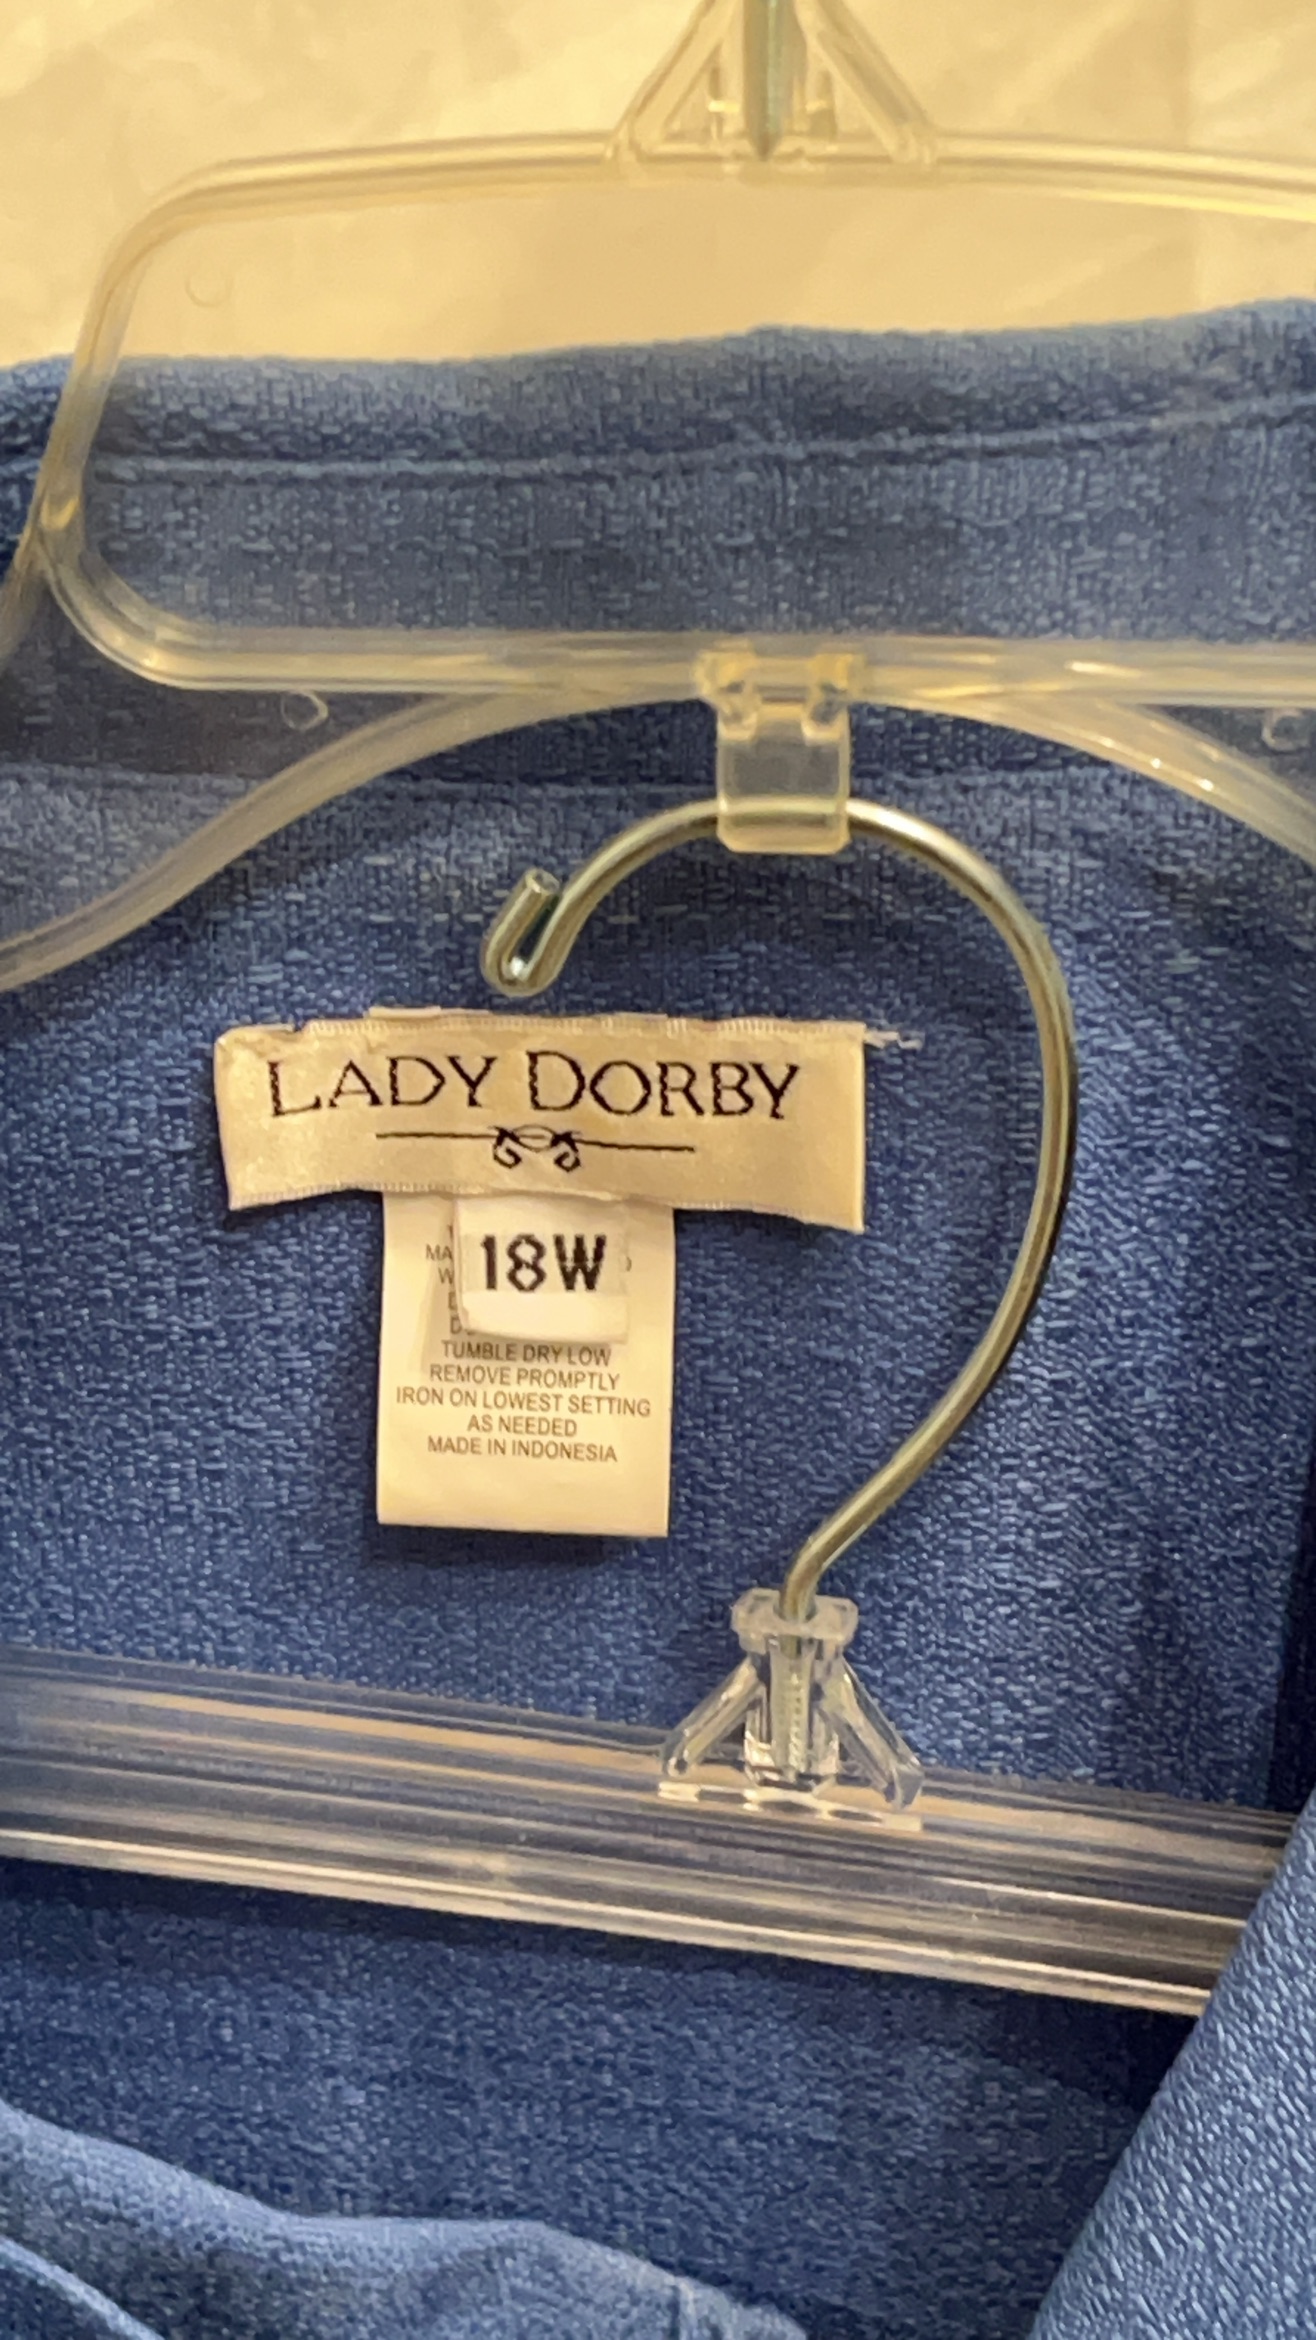 LADY DORBY
18W
TUMBLE DRY LOW
REMOVE PROMPTLY
IRON ON LOWEST SETTING
AS NEEDED
MADE IN INDONESIA